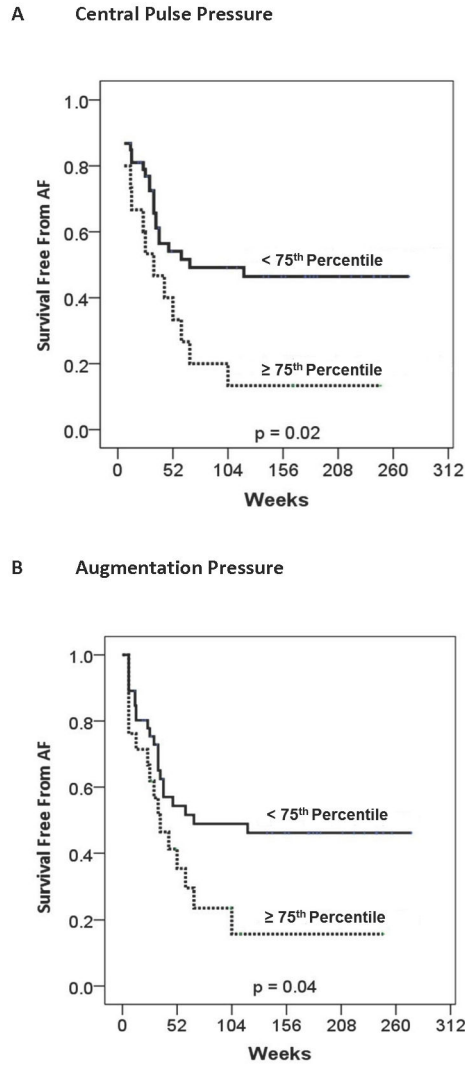 A Central Pulse Pressure
Survival Free From AF
1.0
0.8
0.6
0.4
0.2
0.0
< 75th Percentile
≥ 75th Percentile
p = 0.02
0 52 104 156 208 260 312
Weeks
B Augmentation Pressure
Survival Free From AF
1.0
0.8
0.6
0.4
0.2
0.0
< 75th Percentile
≥ 75th Percentile
p = 0.04
0 52 104 156 208 260 312
Weeks